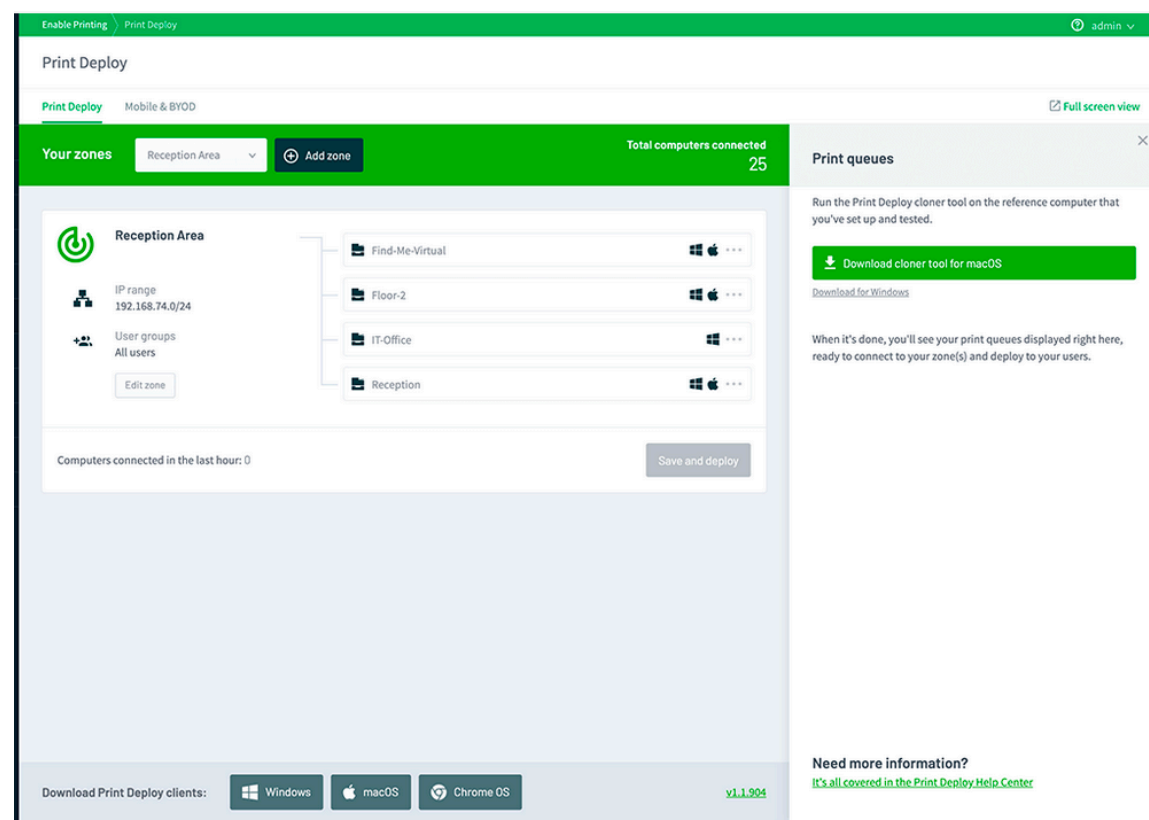 Enable Printing Print Deploy
admin
Print Deploy
Print Deploy Mobile & BYOD
Full screen view
Your zones
Reception Area
Add zone
Total computers connected
25
Reception Area
IP range
192.168.74.0/24
User groups
All users
Edit zone
Find-Me-Virtual
Floor-2
IT-Office
Reception
Computers connected in the last hour: 0
Save and deploy
Print queues
Run the Print Deploy cloner tool on the reference computer that
you've set up and tested.
Download cloner tool for macOS
Download for Windows
When it's done, you'll see your print queues displayed right here,
ready to connect to your zone(s) and deploy to your users.
Need more information?
It's all covered in the Print Deploy Help Center
Download Print Deploy clients:
Windows
macOS
Chrome OS
v1.1.904